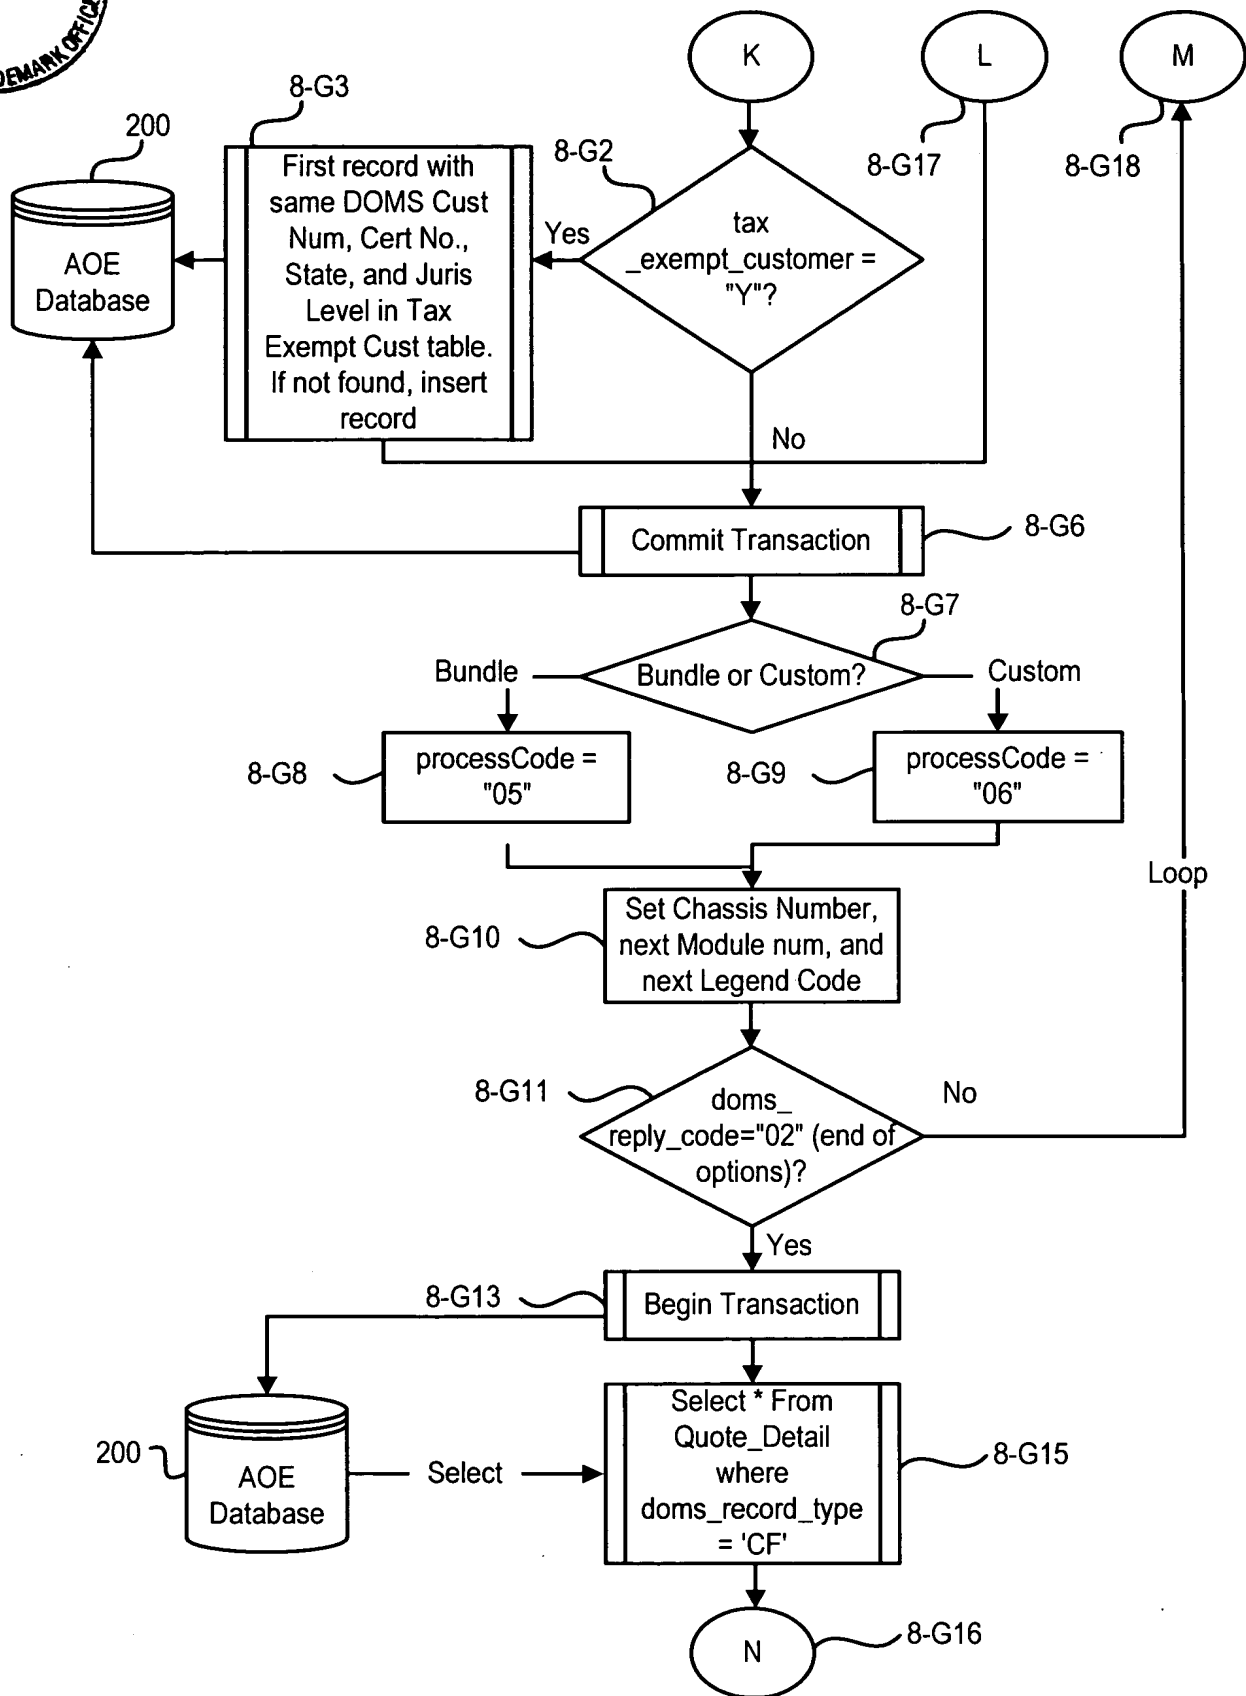 DEMARK OFFICE
K
L
M
8-G3
200
8-G2
8-G17
8-G18
First record with
same DOMS Cust
Num, Cert No.,
State, and Juris
Level in Tax
Exempt Cust table.
If not found, insert
record
Yes
tax
_exempt_customer =
"Y"?
AOE
Database
No
Commit Transaction
8-G6
8-G7
Bundle
Bundle or Custom?
Custom
8-G8
processCode =
"05"
8-G9
processCode =
"06"
Loop
8-G10
Set Chassis Number,
next Module num, and
next Legend Code
8-G11
doms_
reply_code="02" (end of
options)?
No
Yes
8-G13
Begin Transaction
200
AOE
Database
Select
Select * From
Quote_Detail
where
doms_record_type
= 'CF'
8-G15
N
8-G16